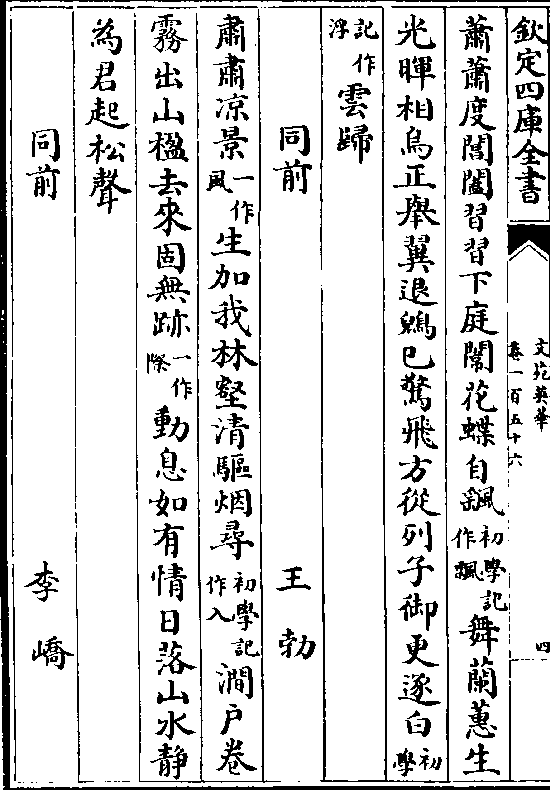 欽定四庫全書
文苑英華
卷一百五十六
四
蕭蕭度閶闔習習下庭闈花蝶自飆初學記作飄舞蘭蕙生
光暉相烏正舉翼退鷁已驚飛方從列子御更逐白初學
記作浮雲歸
同前 王勃
肅肅凉景一作風生加我林壑清驅烟尋初學記作入澗户卷
霧出山楹去來固無跡一作際動息如有情日落山水静
為君起松聲
同前 李嶠